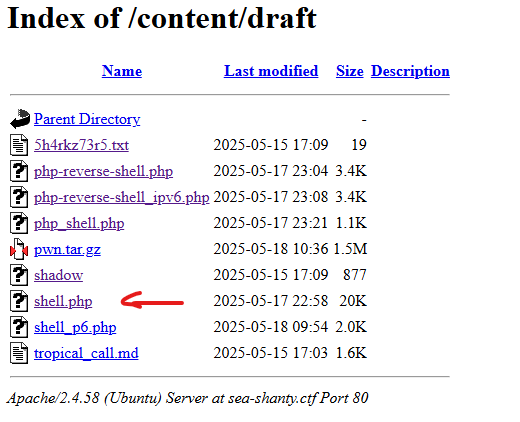 Index of /content/draft
Name Last modified Size Description
Parent Directory -
5h4rkz73r5.txt 2025-05-15 17:09 19
php-reverse-shell.php 2025-05-17 23:04 3.4K
php-reverse-shell_ipv6.php 2025-05-17 23:08 3.4K
php_shell.php 2025-05-17 23:21 1.1K
pwn.tar.gz 2025-05-18 10:36 1.5M
shadow 2025-05-15 17:09 877
shell.php 2025-05-17 22:58 20K
shell_p6.php 2025-05-18 09:54 2.0K
tropical_call.md 2025-05-15 17:03 1.6K
Apache/2.4.58 (Ubuntu) Server at sea-shanty.ctf Port 80